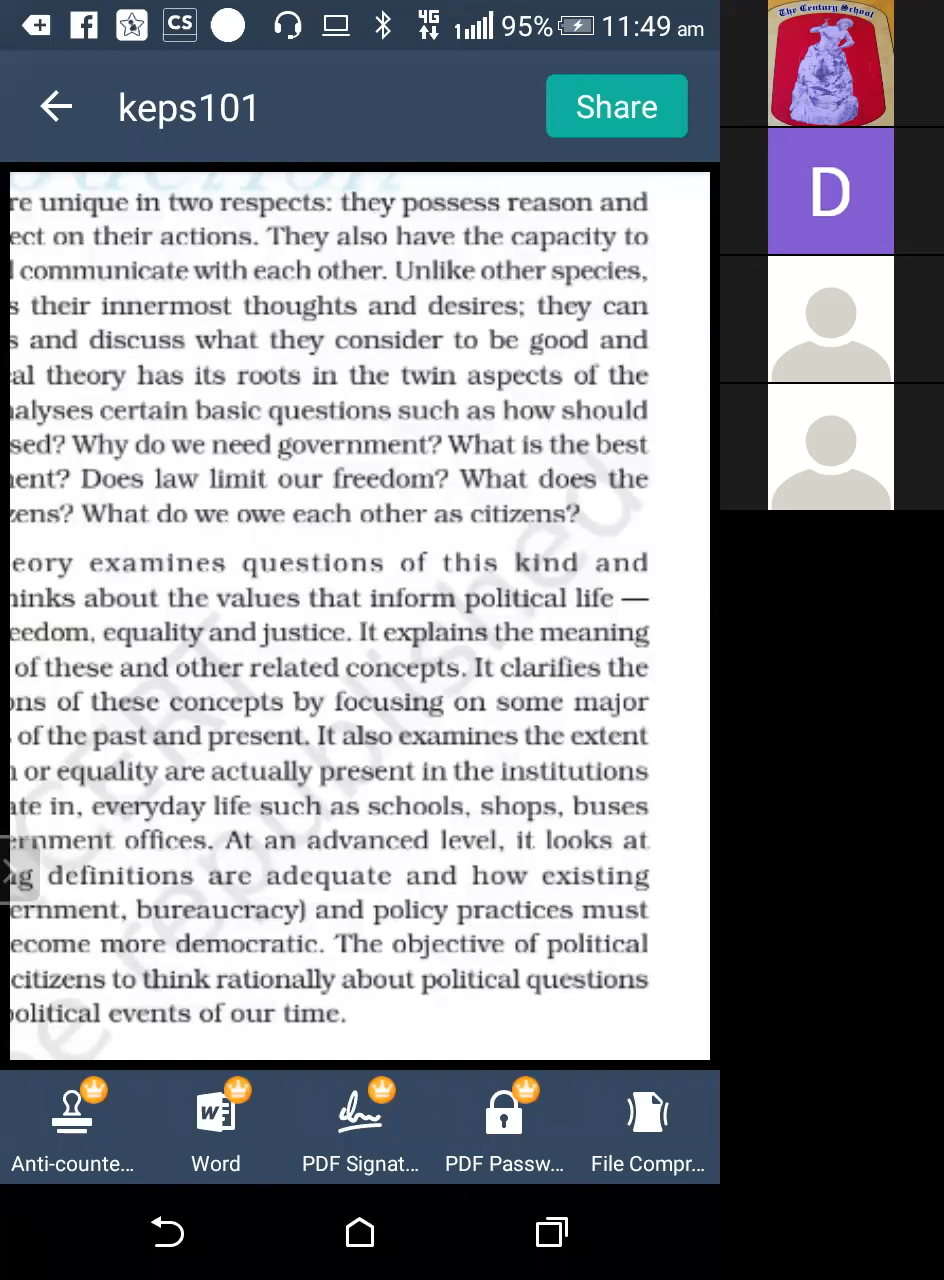 4G
CS
95%
11:49 am
keps101
Share
re unique in two respects: they possess reason and
ect on their actions. They also have the capacity to
communicate with each other. Unlike other species,
s their innermost thoughts and desires; they can
s and discuss what they consider to be good and
al theory has its roots in the twin aspects of the
alyses certain basic questions such as how should
sed? Why do we need government? What is the best
ent? Does law limit our freedom? What does the
zens? What do we owe each other as citizens?
eory examines questions of this kind and
inks about the values that inform political life —
eedom, equality and justice. It explains the meaning
of these and other related concepts. It clarifies the
ons of these concepts by focusing on some major
of the past and present. It also examines the extent
or equality are actually present in the institutions
ate in, everyday life such as schools, shops, buses
ernment offices. At an advanced level, it looks at
ng definitions are adequate and how existing
ernment, bureaucracy) and policy practices must
ecome more democratic. The objective of political
citizens to think rationally about political questions
political events of our time.
republished
Anti-counte...
Word
PDF Signat...
PDF Passw...
File Compr...
The Century School
D